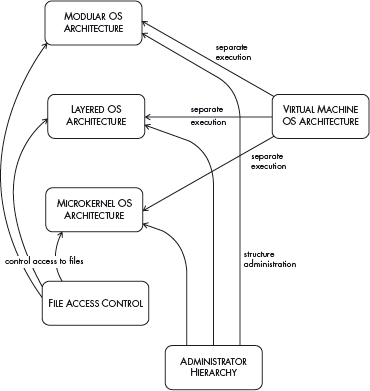 MODULAR OS
ARCHITECTURE
separate
execution
LAYERED OS
ARCHITECTURE
separate
execution
VIRTUAL MACHINE
OS ARCHITECTURE
separate
execution
MICROKERNEL OS
ARCHITECTURE
control access to files
structure
administration
FILE ACCESS CONTROL
ADMINISTRATOR
HIERARCHY